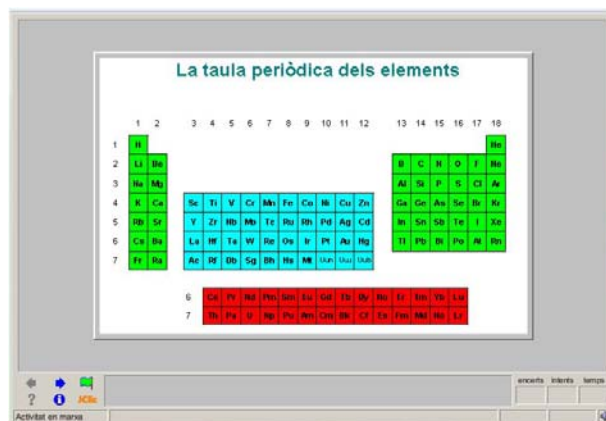 La taula periòdica dels elements
1 2 3 4 5 6 7 8 9 10 11 12 13 14 15 16 17 18
1 H He
2 Li Be B C N O F Ne
3 Na Mg Al Si P S Cl Ar
4 K Ca Sc Ti V Cr Mn Fe Co Ni Cu Zn Ga Ge As Se Br Kr
5 Rb Sr Y Zr Nb Mo Tc Ru Rh Pd Ag Cd In Sn Sb Te I Xe
6 Cs Ba La Hf Ta W Re Os Ir Pt Au Hg Tl Pb Bi Po At Rn
7 Fr Ra Ac Rf Db Sg Bh Hs Mt Uun Uuu Uub
6 Ce Pr Nd Pm Sm Eu Gd Tb Dy Ho Er Tm Yb Lu
7 Th Pa U Np Pu Am Cm Bk Cf Es Fm Md No Lr
encerts intents temps
? JClic
Activitat en marxa